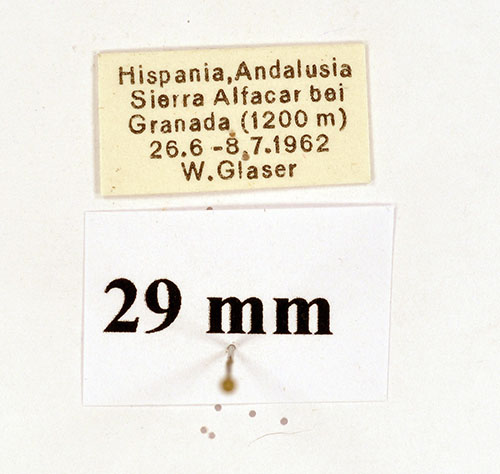 Hispania,Andalusia
Sierra Alfacar bei
Granada (1200 m)
26.6 -8.7.1962
W.Glaser
29 mm